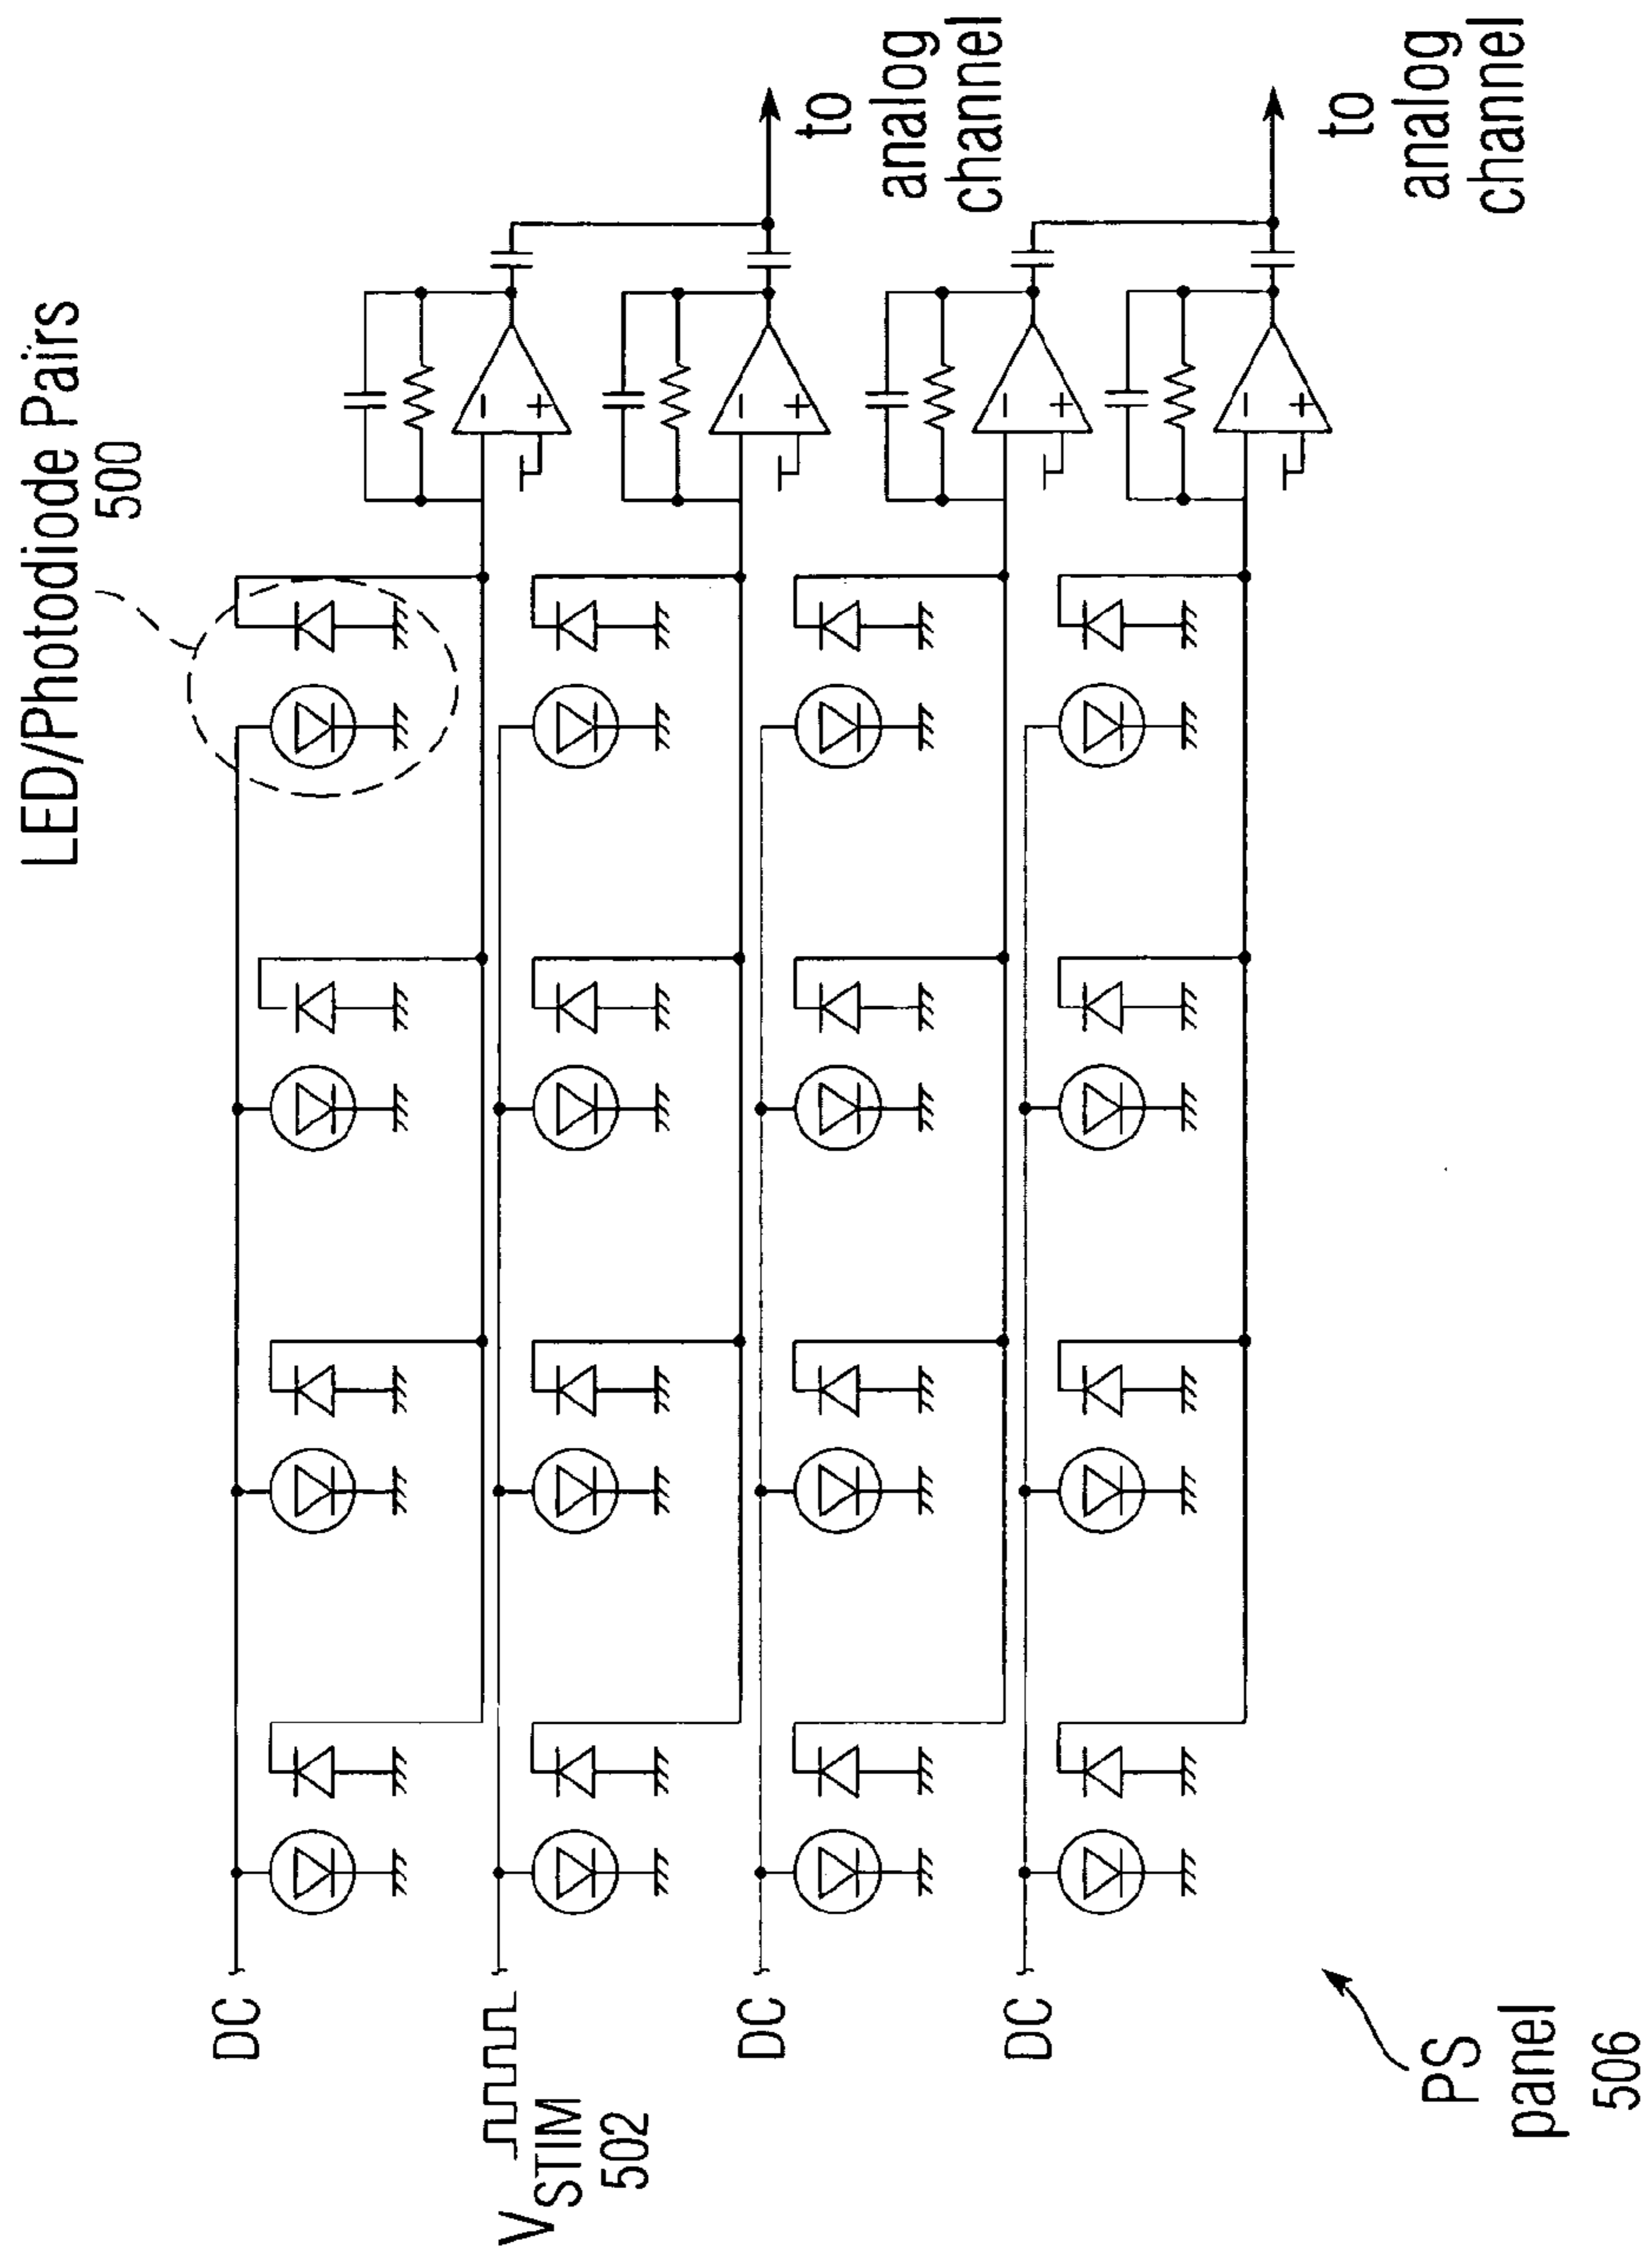 LED/Photodiode Pairs
500
DC
VSTIM
502
DC
DC
to
analog
channel
to
analog
channel
PS
panel
506